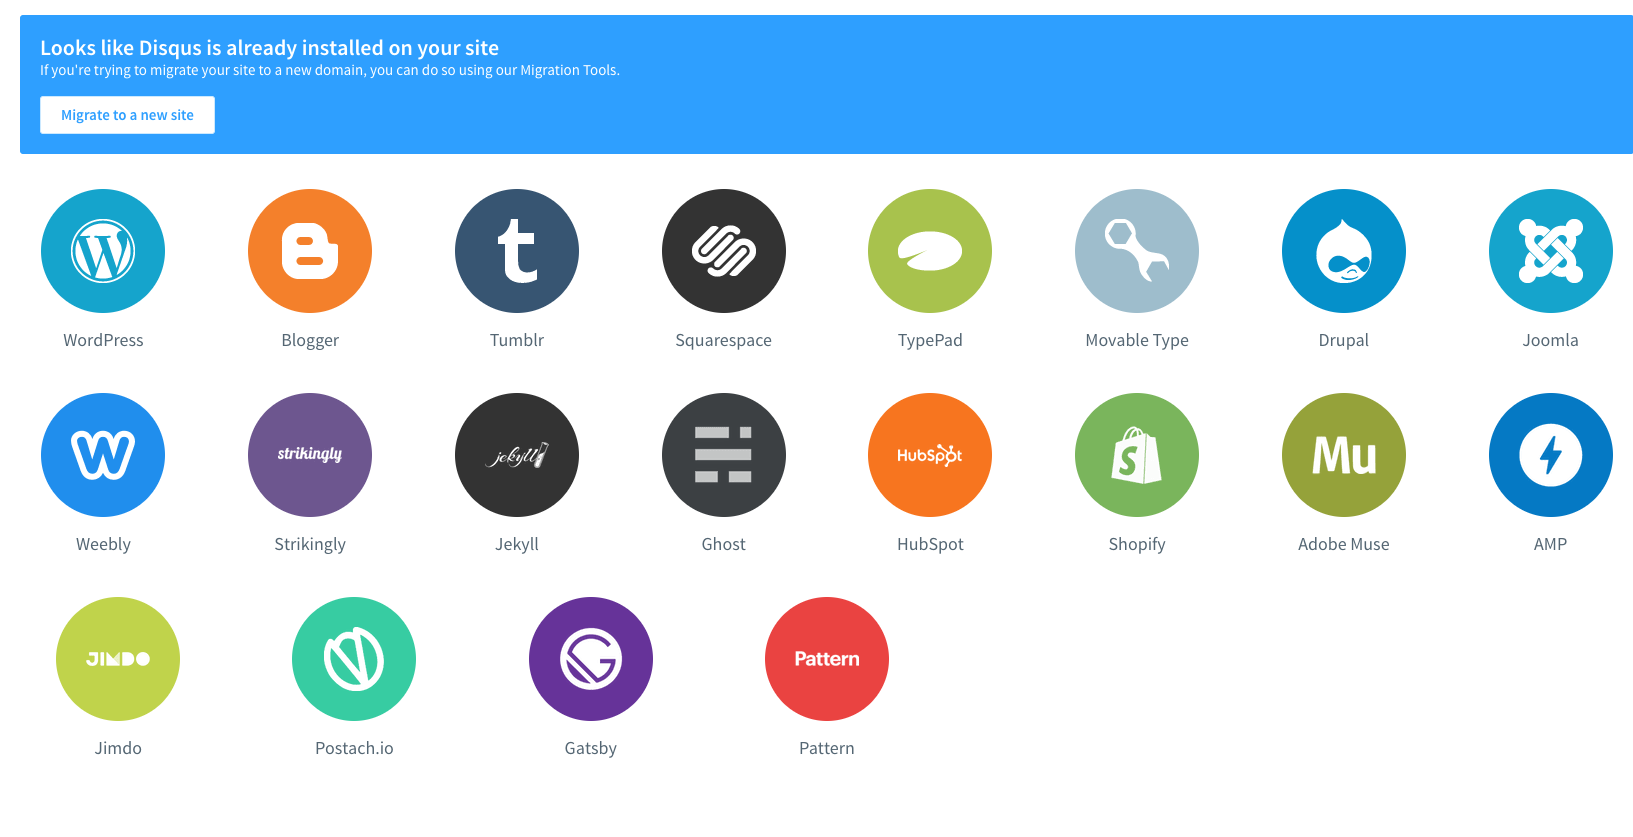 Looks like Disqus is already installed on your site
If you're trying to migrate your site to a new domain, you can do so using our Migration Tools.
Migrate to a new site
WordPress
Blogger
Tumblr
Squarespace
TypePad
Movable Type
Drupal
Joomla
strikingly
jekyll
HubSpot
Mu
Weebly
Strikingly
Jekyll
Ghost
HubSpot
Shopify
Adobe Muse
AMP
JIMDO
Pattern
Jimdo
Postach.io
Gatsby
Pattern